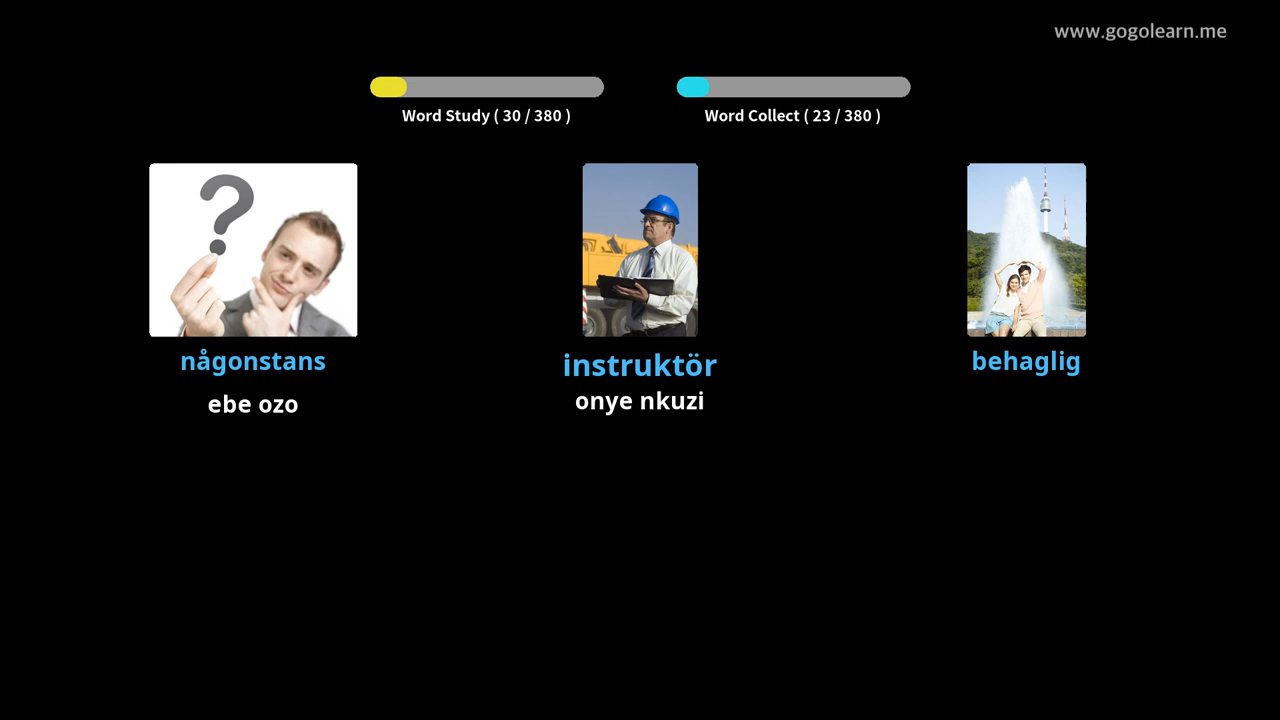 www.gogolearn.me
Word Study ( 30 / 380 )
Word Collect ( 23 / 380 )
?
någonstans
ebe ozo
instruktör
onye nkuzi
behaglig